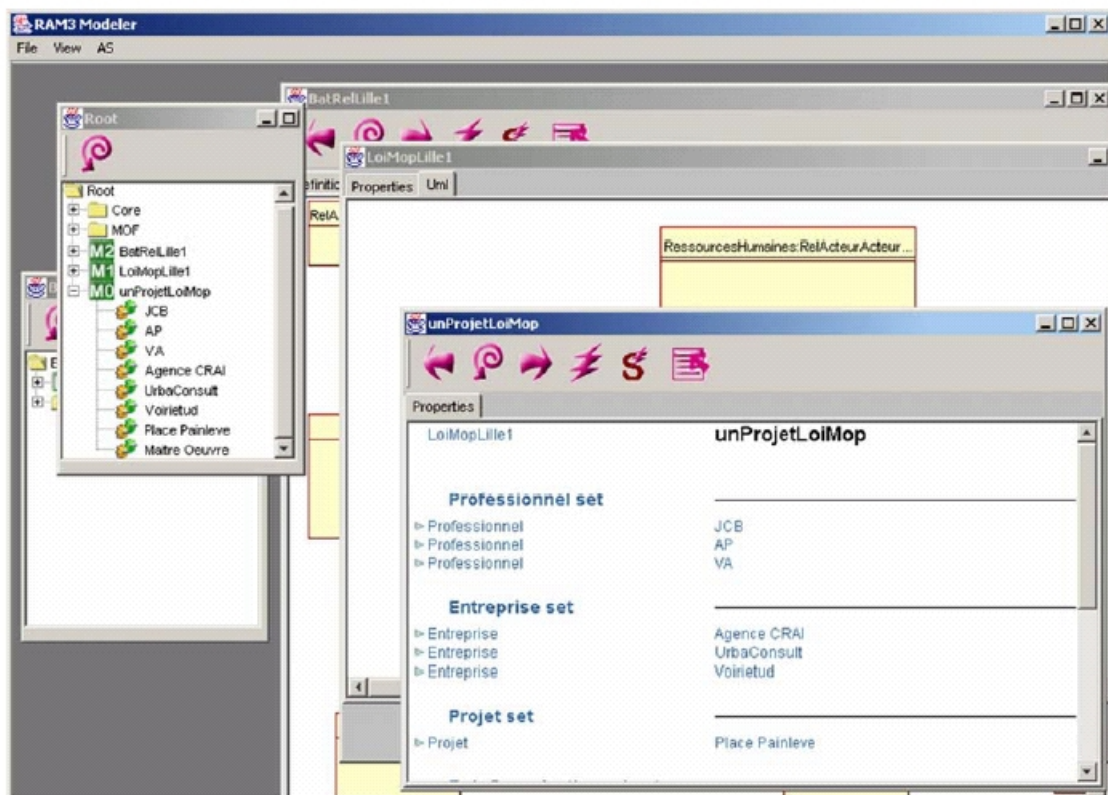 RAM3 Modeler
File View AS
BatRelLille1
Root
LoiMopLille1
Properties Uml
Root
Core
MOF
M2 BatRelLille1
M1 LoiMopLille1
M0 unProjetLoiMop
JCB
AP
VA
Agence CRAI
UrbaConsult
Voirietud
Place Painleve
Maitre Oeuvre
RelA
RessourcesHumaines:RelActeurActeur...
unProjetLoiMop
S
Properties
LoiMopLille1 unProjetLoiMop
Professionnel set
Professionnel JCB
Professionnel AP
Professionnel VA
Entreprise set
Entreprise Agence CRAI
Entreprise UrbaConsult
Entreprise Voirietud
Projet set
Projet Place Painleve